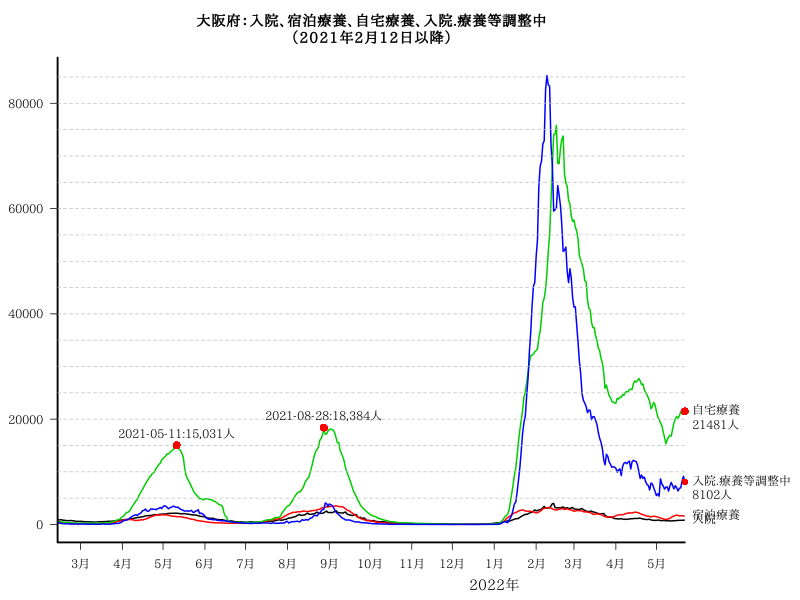 大阪府：入院、宿泊療養、自宅療養、入院.療養等調整中
（2021年2月12日以降）
80000
60000
40000
20000
0
2021-05-11:15,031人
2021-08-28:18,384人
自宅療養
21481人
入院.療養等調整中
8102人
宿泊療養
入院
3月 4月 5月 6月 7月 8月 9月 10月 11月 12月 1月 2月 3月 4月 5月
2022年